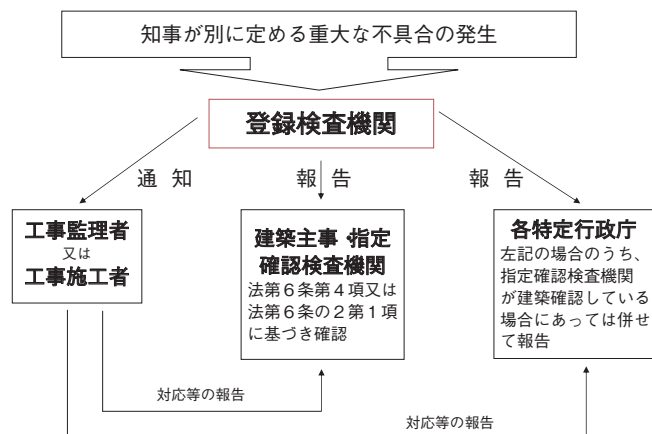 知事が別に定める重大な不具合の発生
登録検査機関
通 知
報 告
報 告
工事監理者
又は
工事施工者
建築主事・指定
確認検査機関
法第６条第４項又は
法第６条の２第１項
に基づき確認
各特定行政庁
左記の場合のうち、
指定確認検査機関
が建築確認している
場合にあっては併せ
て報告
対応等の報告
対応等の報告